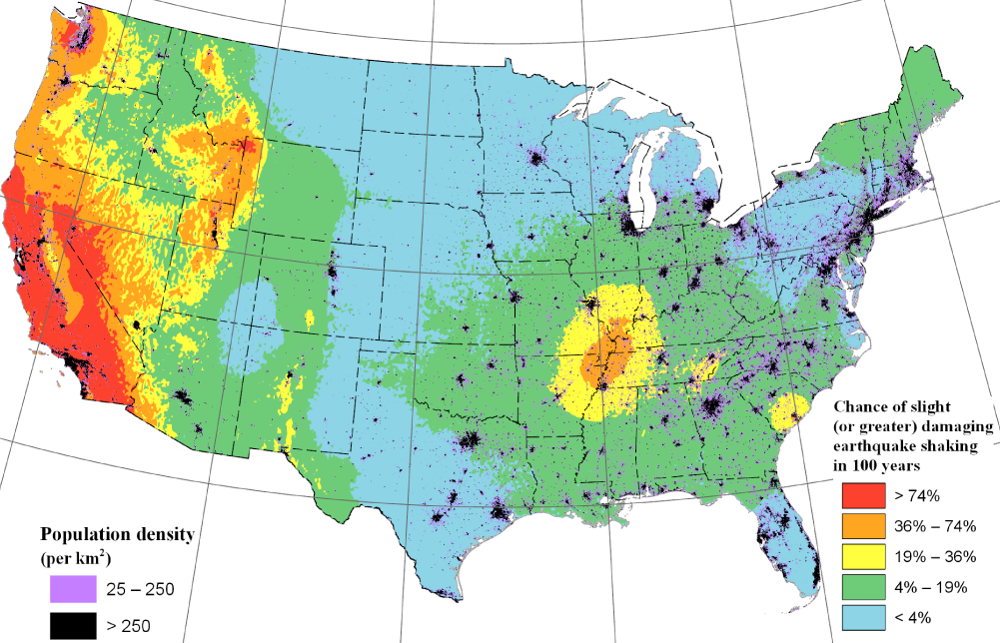 Population density
(per km²)
25 – 250
> 250
Chance of slight
(or greater) damaging
earthquake shaking
in 100 years
> 74%
36% – 74%
19% – 36%
4% – 19%
< 4%